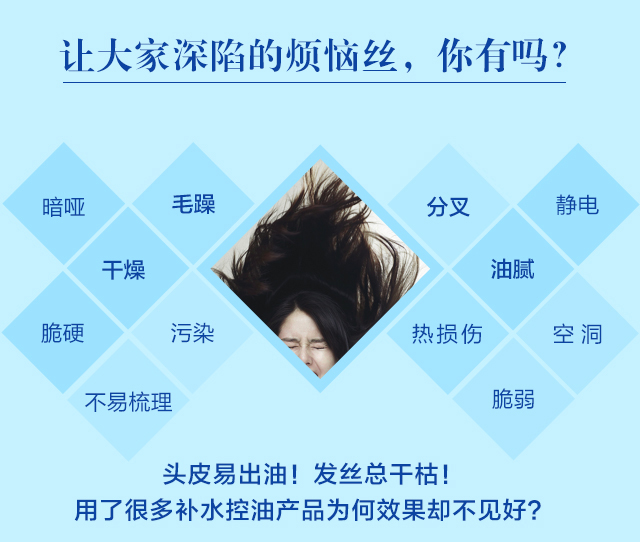 让大家深陷的烦恼丝，你有吗？
暗哑
毛躁
分叉
静电
干燥
油腻
脆硬
污染
热损伤
空洞
不易梳理
脆弱
头皮易出油！发丝总干枯！
用了很多补水控油产品为何效果却不见好？